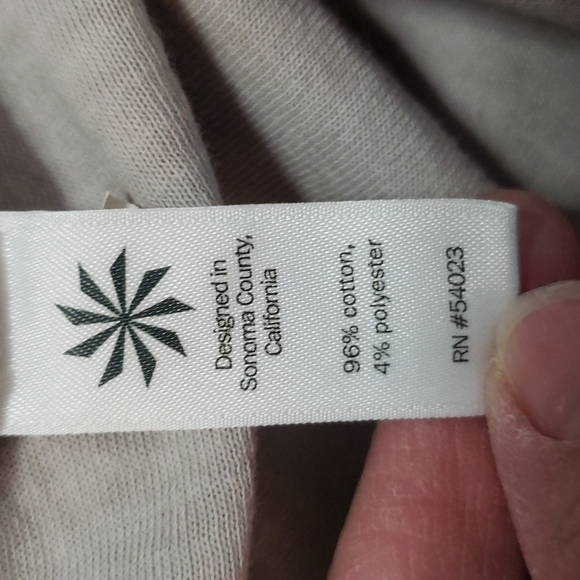 Designed in
Sonoma County,
California
96% cotton,
4% polyester
RN #54023